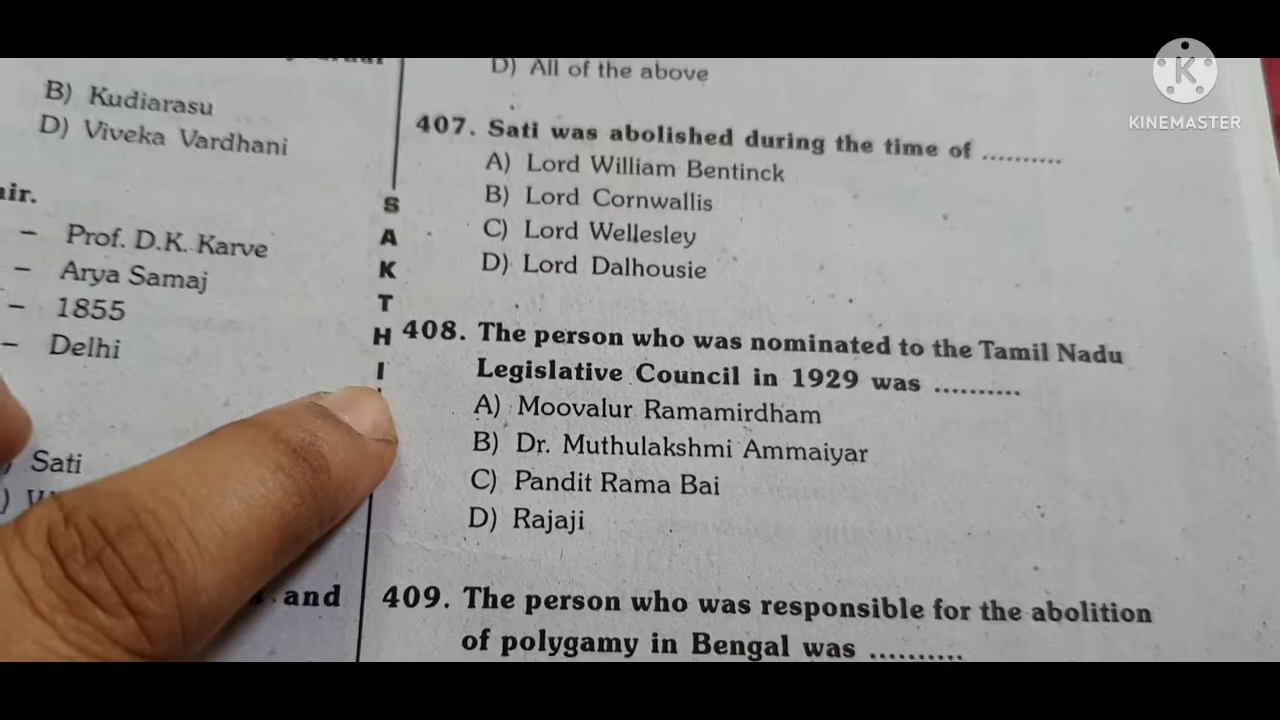 B) Kudiarasu
D) Viveka Vardhani
– Prof. D.K. Karve
– Arya Samaj
– 1855
– Delhi
Sati
and
S
A
K
T
H
I
D) All of the above
407. Sati was abolished during the time of ..........
A) Lord William Bentinck
B) Lord Cornwallis
C) Lord Wellesley
D) Lord Dalhousie
408. The person who was nominated to the Tamil Nadu
Legislative Council in 1929 was ..........
A) Moovalur Ramamirdham
B) Dr. Muthulakshmi Ammaiyar
C) Pandit Rama Bai
D) Rajaji
409. The person who was responsible for the abolition
of polygamy in Bengal was ..........
K
KINEMASTER